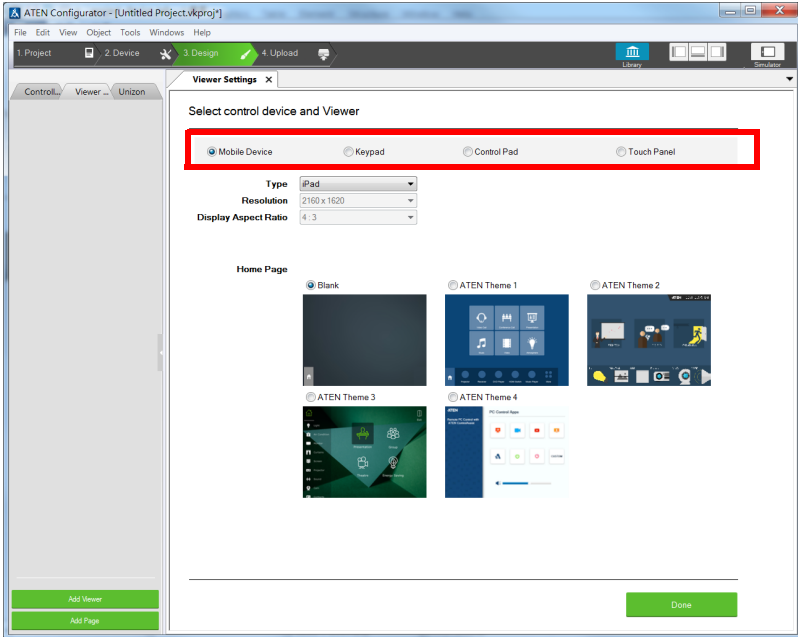 ATEN Configurator - [Untitled Project.vkproj*]
File Edit View Object Tools Windows Help
1. Project 2. Device 3. Design 4. Upload
Library Simulator
Controll... Viewer ... Unizon
Viewer Settings X
Select control device and Viewer
Mobile Device Keypad Control Pad Touch Panel
Type iPad
Resolution 2160 x 1620
Display Aspect Ratio 4 : 3
Home Page
Blank ATEN Theme 1 ATEN Theme 2
ATEN
ATEN Theme 3 ATEN Theme 4
ATEN
PC Control Apps
Add Viewer
Add Page
Done